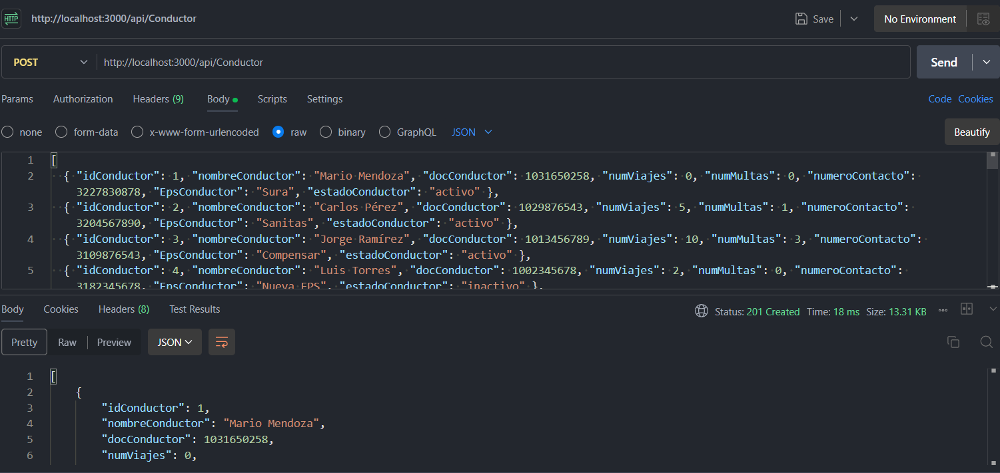 HTTP http://localhost:3000/api/Conductor Save No Environment
POST http://localhost:3000/api/Conductor Send
Params Authorization Headers (9) Body Scripts Settings Code Cookies
none form-data x-www-form-urlencoded raw binary GraphQL JSON Beautify
1 [
2 { "idConductor": 1, "nombreConductor": "Mario Mendoza", "docConductor": 1031650258, "numViajes": 0, "numMultas": 0, "numeroContacto":
3227830878, "EpsConductor": "Sura", "estadoConductor": "activo" },
3 { "idConductor": 2, "nombreConductor": "Carlos Pérez", "docConductor": 1029876543, "numViajes": 5, "numMultas": 1, "numeroContacto":
3204567890, "EpsConductor": "Sanitas", "estadoConductor": "activo" },
4 { "idConductor": 3, "nombreConductor": "Jorge Ramírez", "docConductor": 1013456789, "numViajes": 10, "numMultas": 3, "numeroContacto":
3109876543, "EpsConductor": "Compensar", "estadoConductor": "activo" },
5 { "idConductor": 4, "nombreConductor": "Luis Torres", "docConductor": 1002345678, "numViajes": 2, "numMultas": 0, "numeroContacto":
3182345678, "EpsConductor": "Nueva EPS", "estadoConductor": "inactivo" },
Body Cookies Headers (8) Test Results Status: 201 Created Time: 18 ms Size: 13.31 KB
Pretty Raw Preview JSON
1 [
2 {
3 "idConductor": 1,
4 "nombreConductor": "Mario Mendoza",
5 "docConductor": 1031650258,
6 "numViajes": 0,